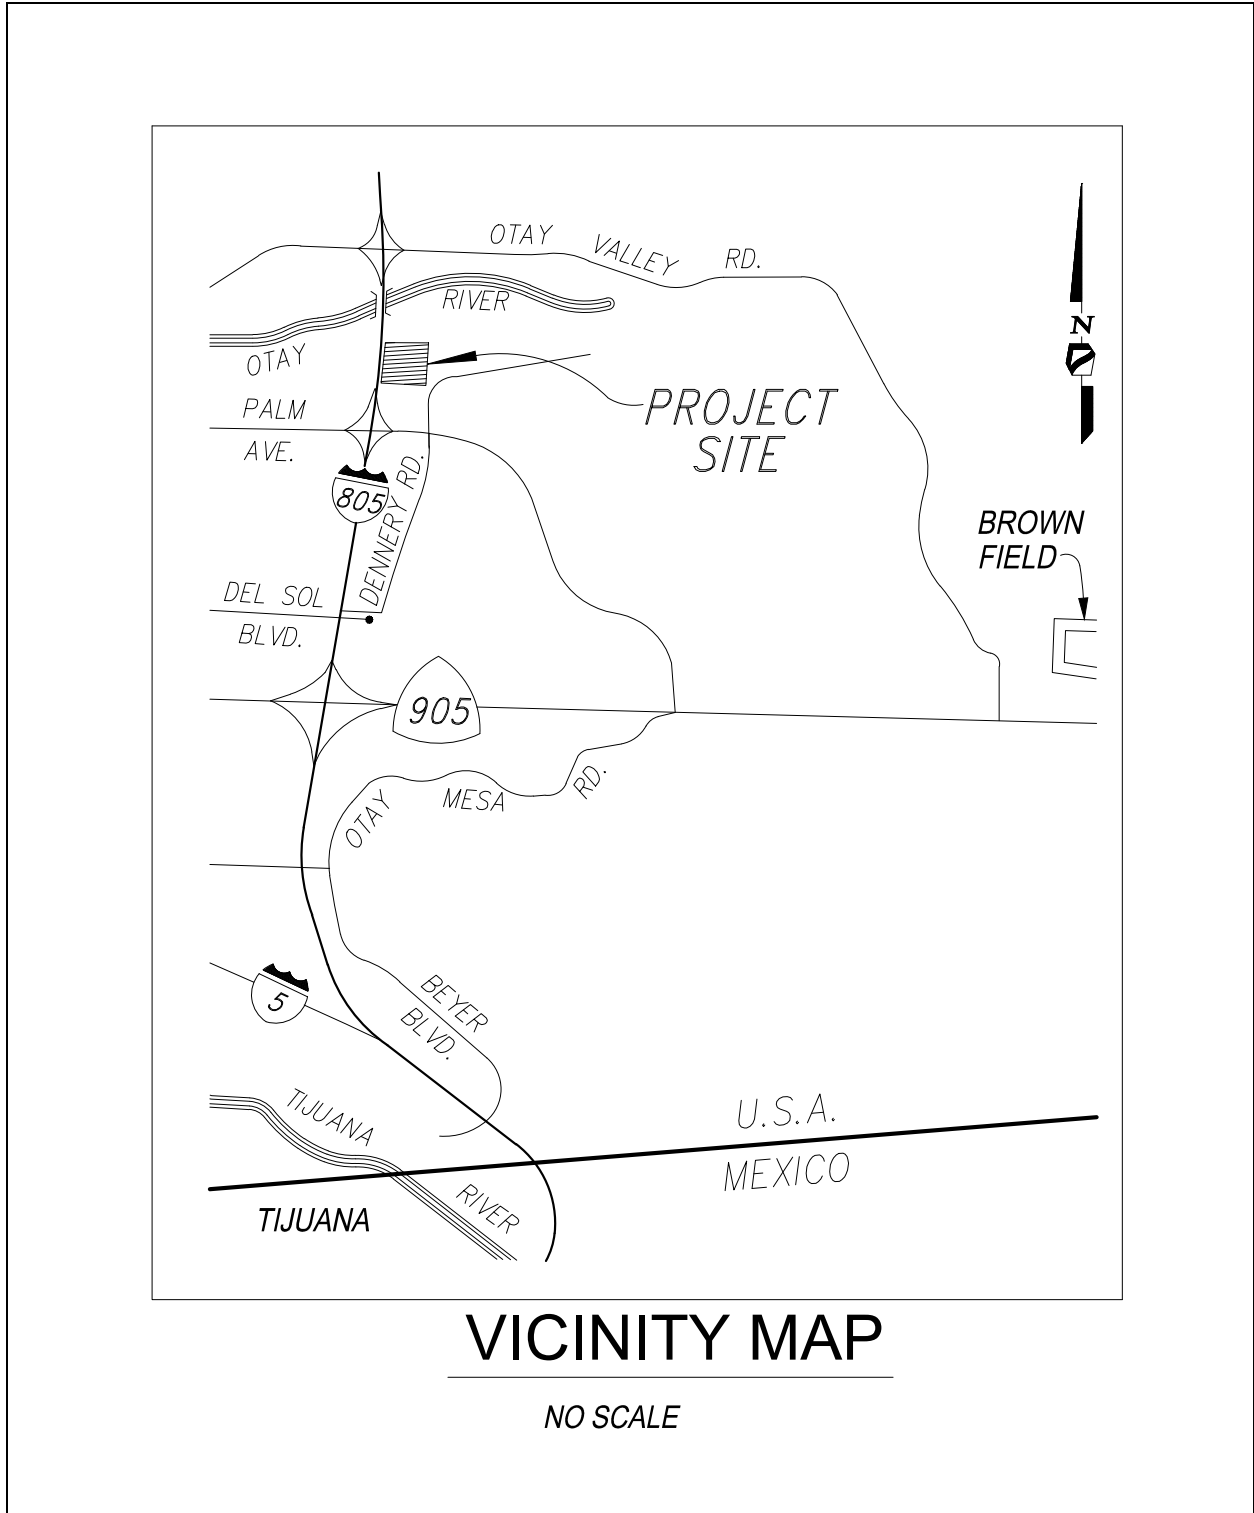 OTAY VALLEY RD.
RIVER
OTAY
N
PALM
AVE.
PROJECT
SITE
805
DENNERY RD.
BROWN
FIELD
DEL SOL
BLVD.
905
OTAY MESA RD.
5
BEYER
BLVD.
TIJUANA
RIVER
U.S.A.
MEXICO
TIJUANA
VICINITY MAP
NO SCALE